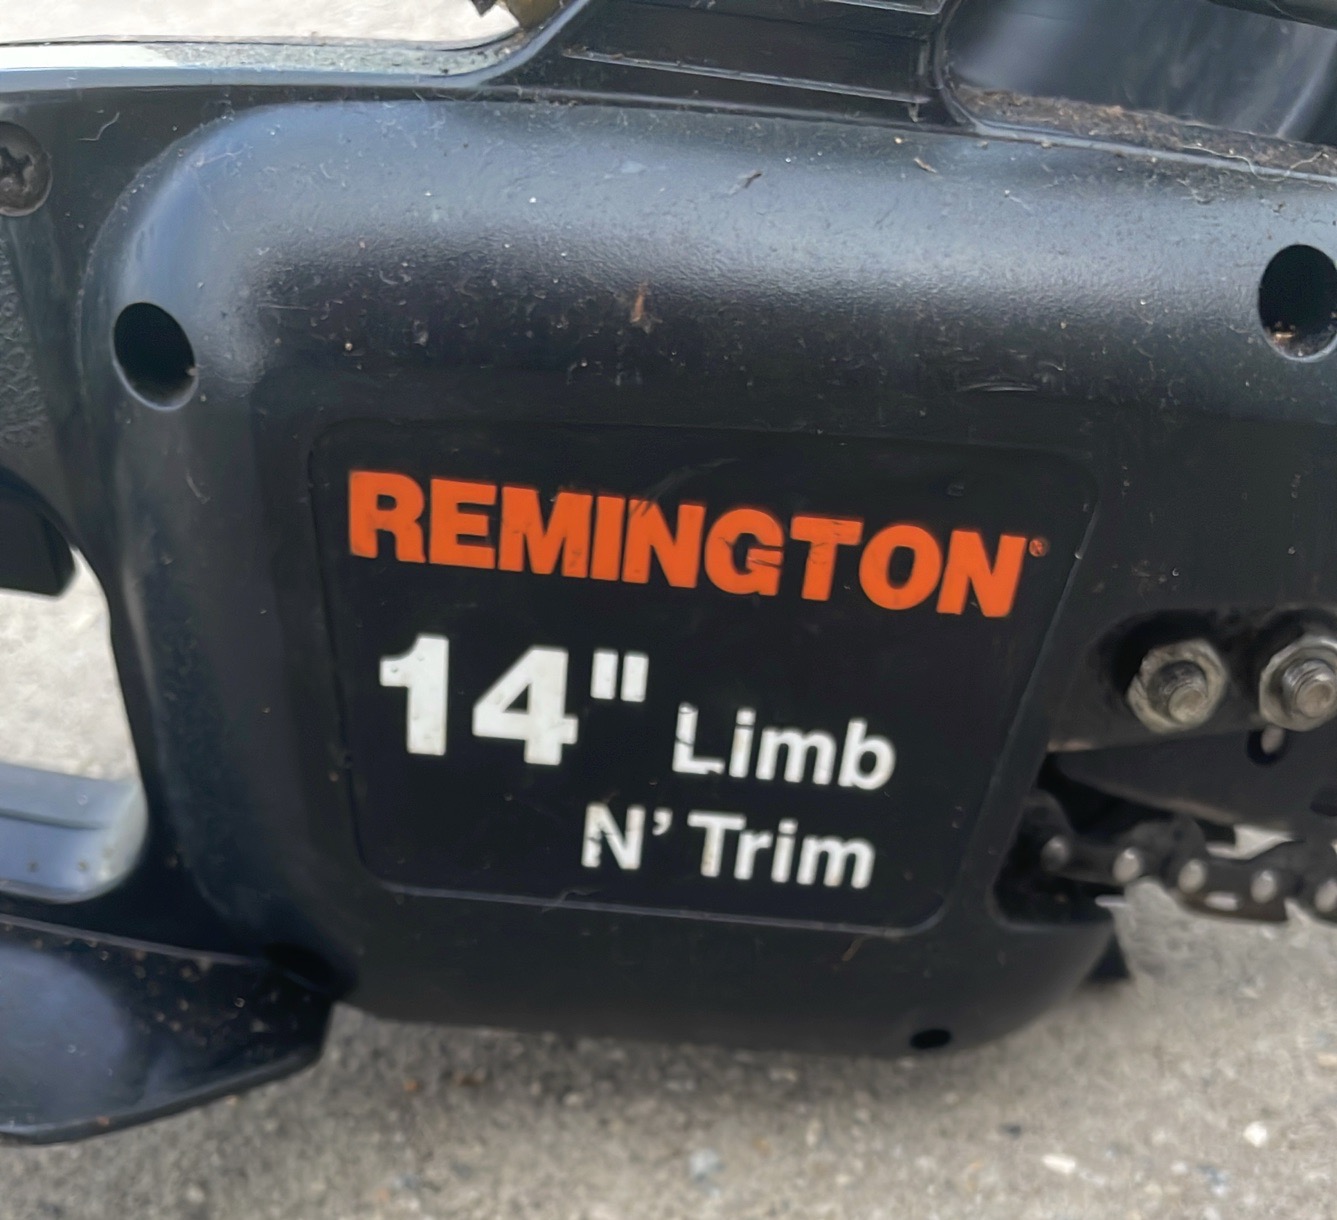 REMINGTON®
14" Limb
N' Trim